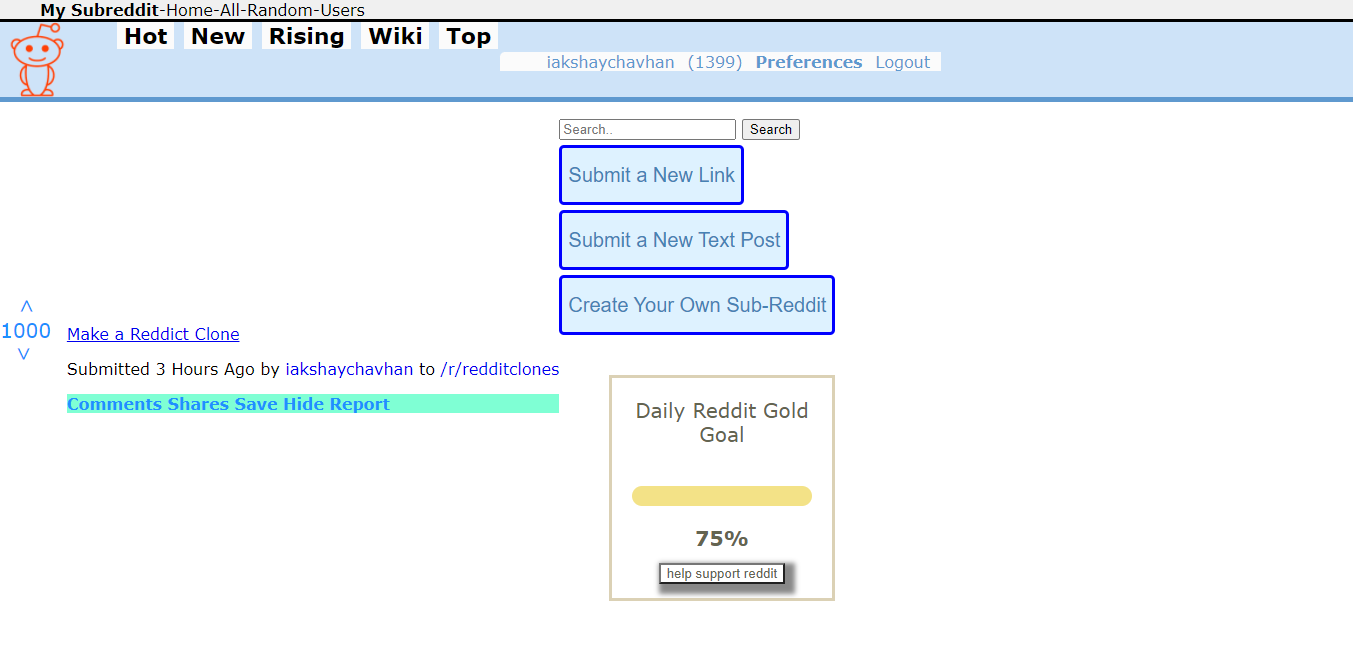 My Subreddit-Home-All-Random-Users
Hot New Rising Wiki Top
iakshaychavhan (1399) Preferences Logout
Search.. Search
Submit a New Link
Submit a New Text Post
Create Your Own Sub-Reddit
^
1000
v
Make a Reddict Clone
Submitted 3 Hours Ago by iakshaychavhan to /r/redditclones
Comments Shares Save Hide Report
Daily Reddit Gold
Goal
75%
help support reddit